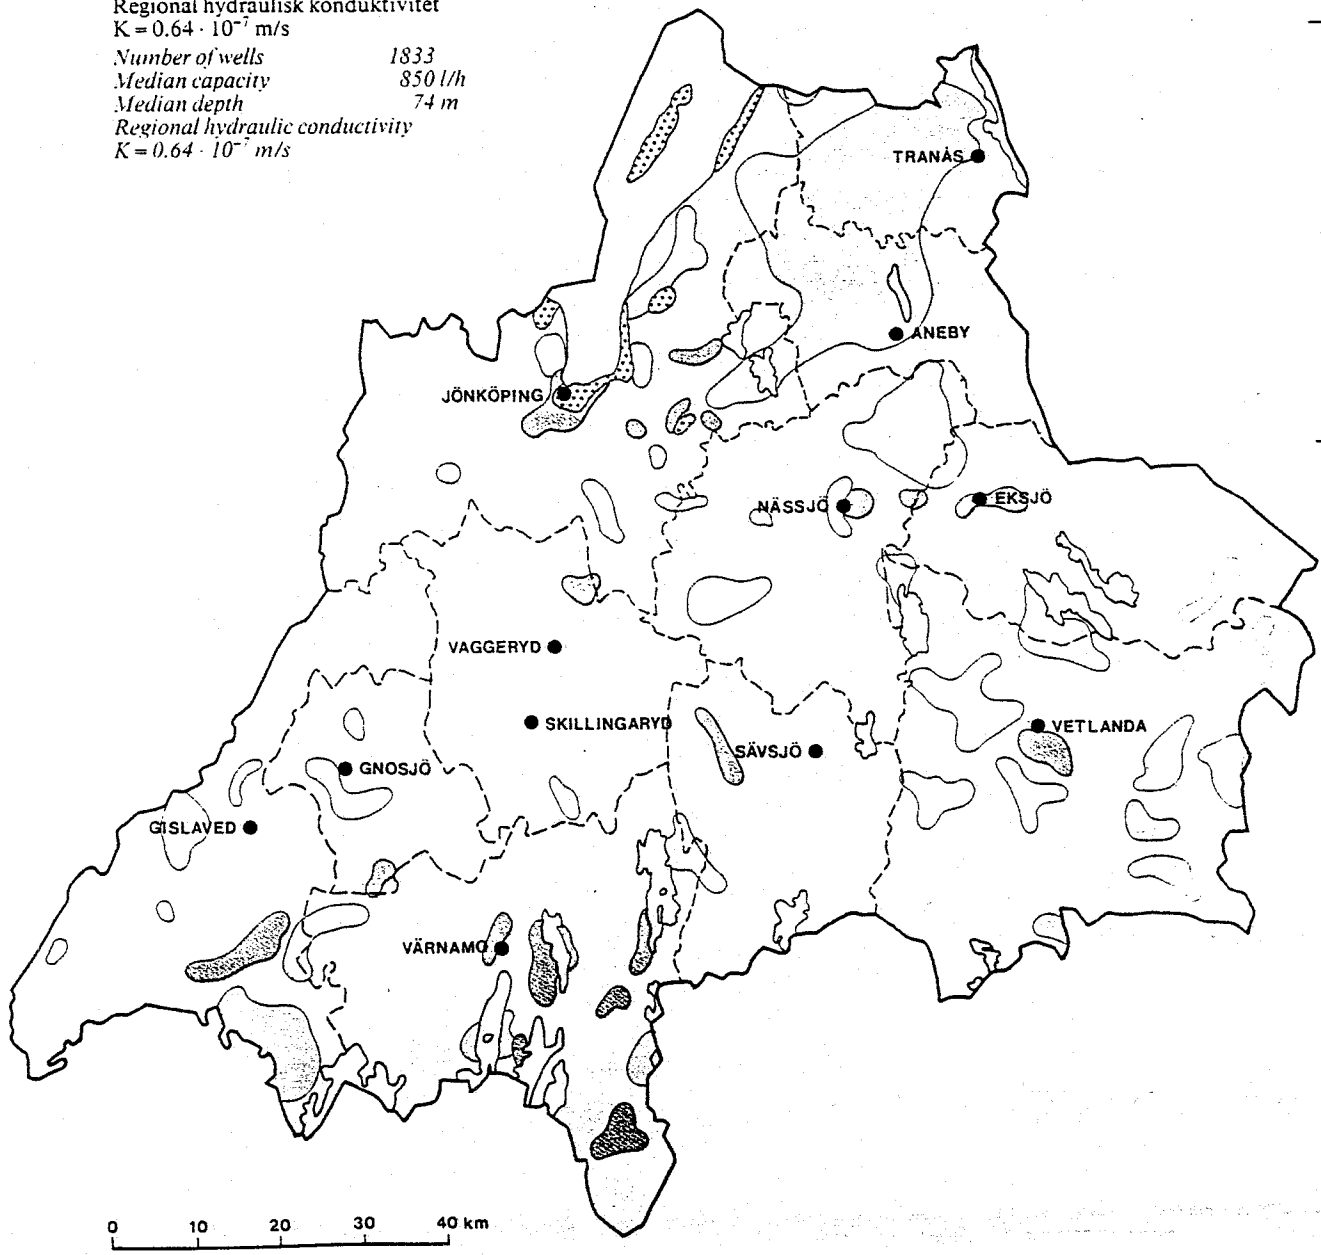 Regional hydraulisk konduktivitet
K = 0.64 · 10⁻⁷ m/s
Number of wells 1833
Median capacity 850 l/h
Median depth 74 m
Regional hydraulic conductivity
K = 0.64 · 10⁻⁷ m/s
TRANÅS
ANEBY
JÖNKÖPING
NÄSSJÖ
EKSJÖ
VAGGERYD
SKILLINGARYD
VETLANDA
SÄVSJÖ
GNOSJÖ
GISLAVED
VÄRNAMO
0 10 20 30 40 km